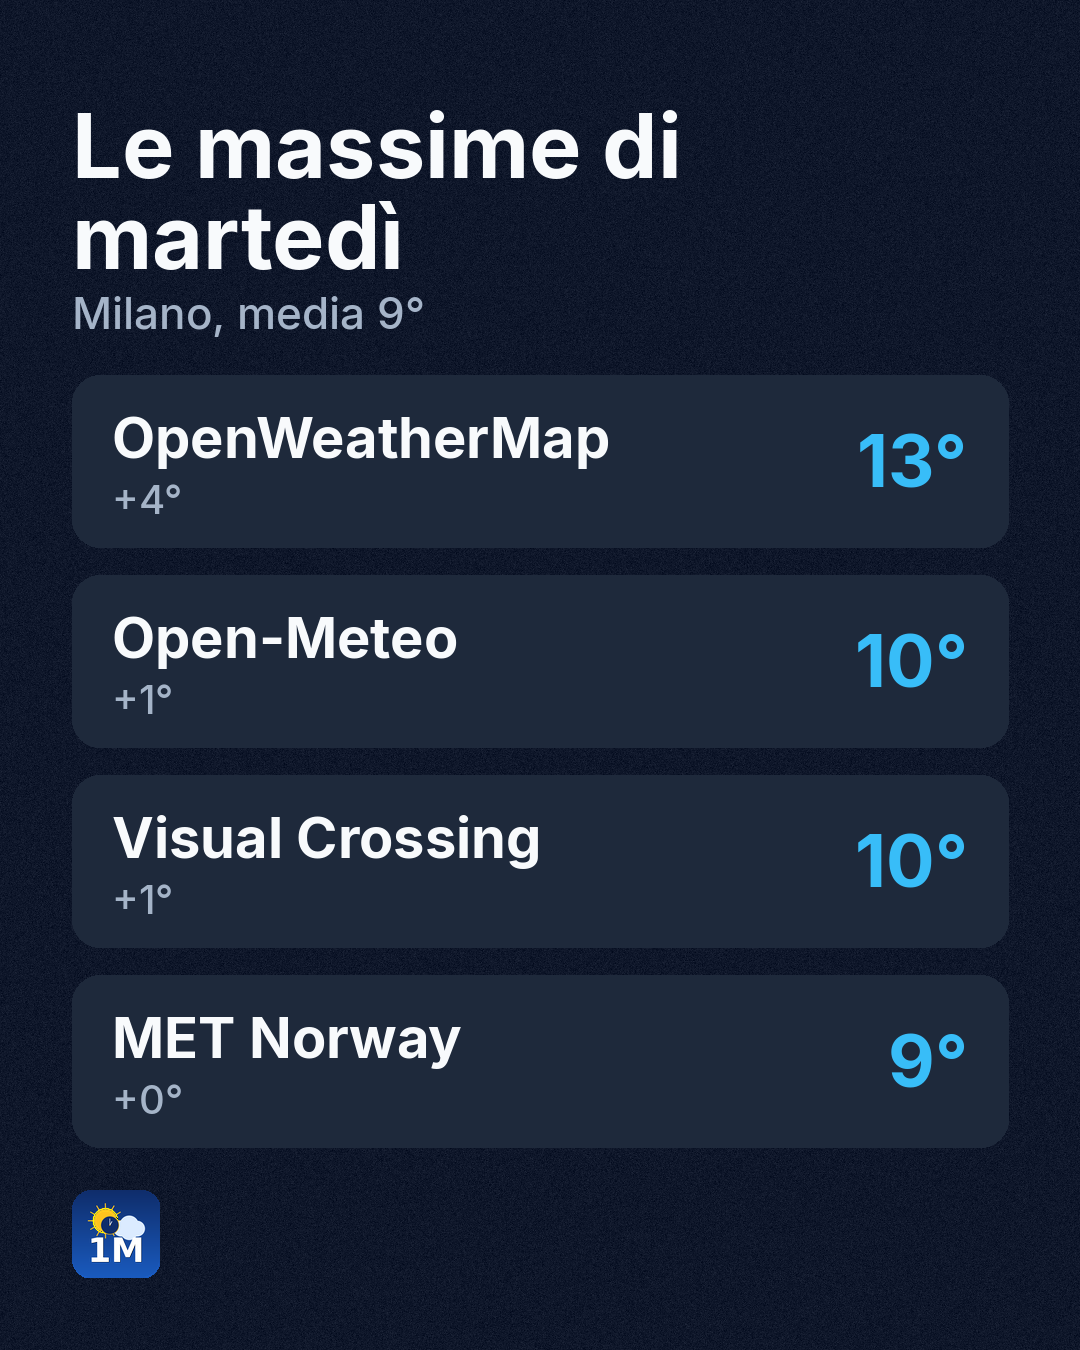 Le massime di
martedì
Milano, media 9°
OpenWeatherMap
+4°
13°
Open-Meteo
+1°
10°
Visual Crossing
+1°
10°
MET Norway
+0°
9°
1M